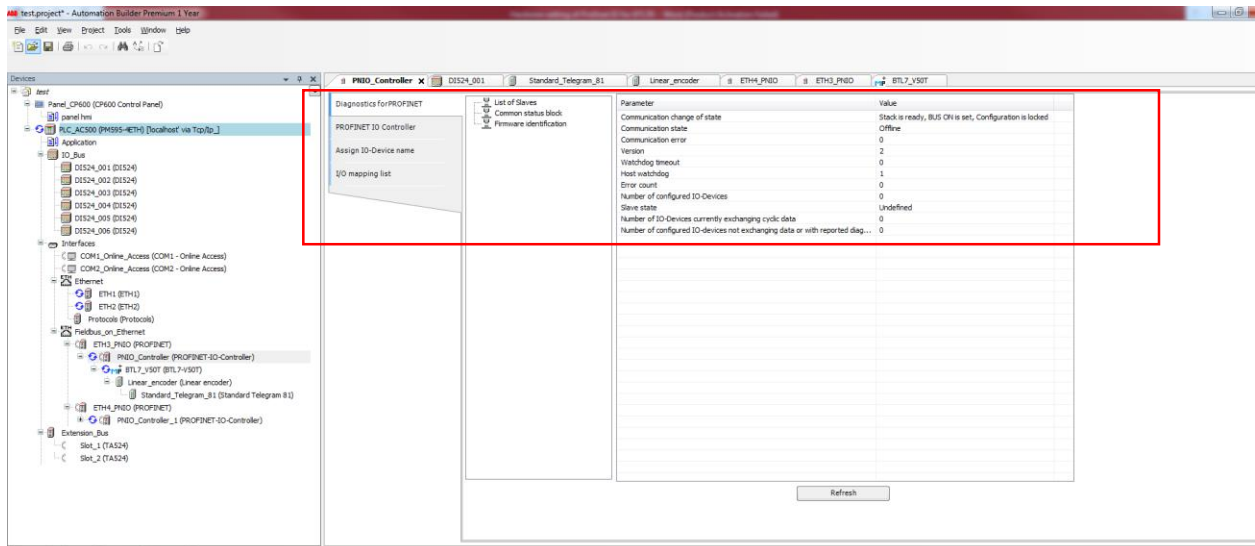 test.project* - Automation Builder Premium 1 Year
File Edit View Project Tools Window Help
Devices
PNIO_Controller DI524_001 Standard_Telegram_81 Linear_encoder ETH4_PNIO ETH3_PNIO BTL7_V50T
test
Panel_CP600 (CP600 Control Panel)
panel hmi
PLC_AC500 (PM595-4ETH) ['localhost' via Tcp/Ip_]
Application
IO_Bus
DI524_001 (DI524)
DI524_002 (DI524)
DI524_003 (DI524)
DI524_004 (DI524)
DI524_005 (DI524)
DI524_006 (DI524)
Interfaces
COM1_Online_Access (COM1 - Online Access)
COM2_Online_Access (COM2 - Online Access)
Ethernet
ETH1 (ETH1)
ETH2 (ETH2)
Protocols (Protocols)
Fieldbus_on_Ethernet
ETH3_PNIO (PROFINET)
PNIO_Controller (PROFINET-IO-Controller)
BTL7_V50T (BTL7-V50T)
Linear_encoder (Linear encoder)
Standard_Telegram_81 (Standard Telegram 81)
ETH4_PNIO (PROFINET)
PNIO_Controller_1 (PROFINET-IO-Controller)
Extension_Bus
Slot_1 (TA524)
Slot_2 (TA524)
Diagnostics forPROFINET
PROFINET IO Controller
Assign IO-Device name
I/O mapping list
List of Slaves
Common status block
Firmware identification
Parameter Value
Communication change of state Stack is ready, BUS ON is set, Configuration is locked
Communication state Offline
Communication error 0
Version 2
Watchdog timeout 0
Host watchdog 1
Error count 0
Number of configured IO-Devices 0
Slave state Undefined
Number of IO-Devices currently exchanging cyclic data 0
Number of configured IO-devices not exchanging data or with reported diag... 0
Refresh